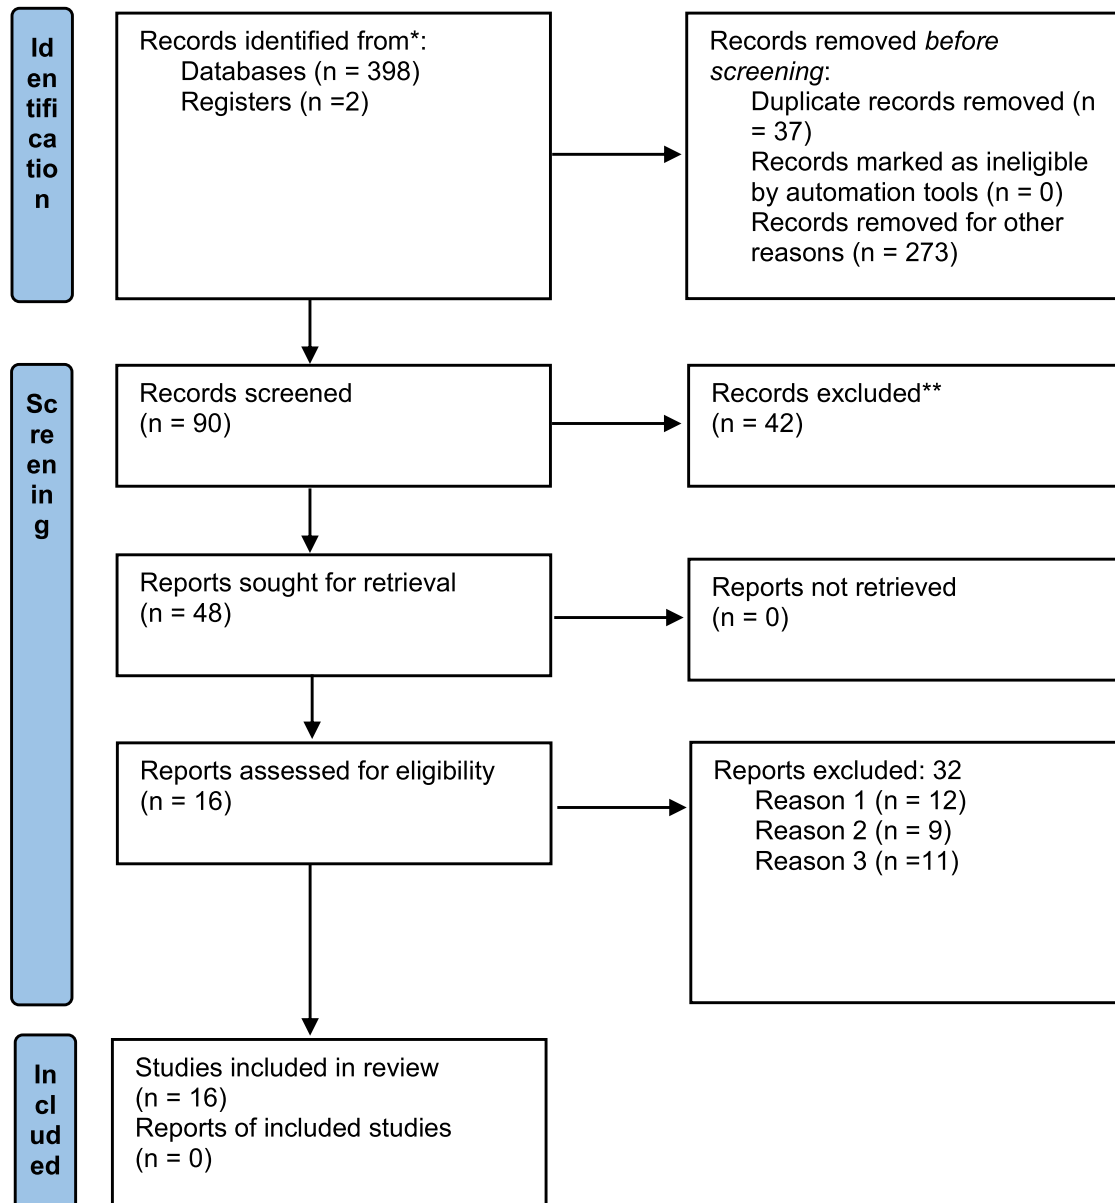 Id
en
tifi
ca
tio
n
Records identified from*:
Databases (n = 398)
Registers (n =2)
Records removed before
screening:
Duplicate records removed (n
= 37)
Records marked as ineligible
by automation tools (n = 0)
Records removed for other
reasons (n = 273)
Sc
re
en
in
g
Records screened
(n = 90)
Records excluded**
(n = 42)
Reports sought for retrieval
(n = 48)
Reports not retrieved
(n = 0)
Reports assessed for eligibility
(n = 16)
Reports excluded: 32
Reason 1 (n = 12)
Reason 2 (n = 9)
Reason 3 (n =11)
In
cl
ud
ed
Studies included in review
(n = 16)
Reports of included studies
(n = 0)